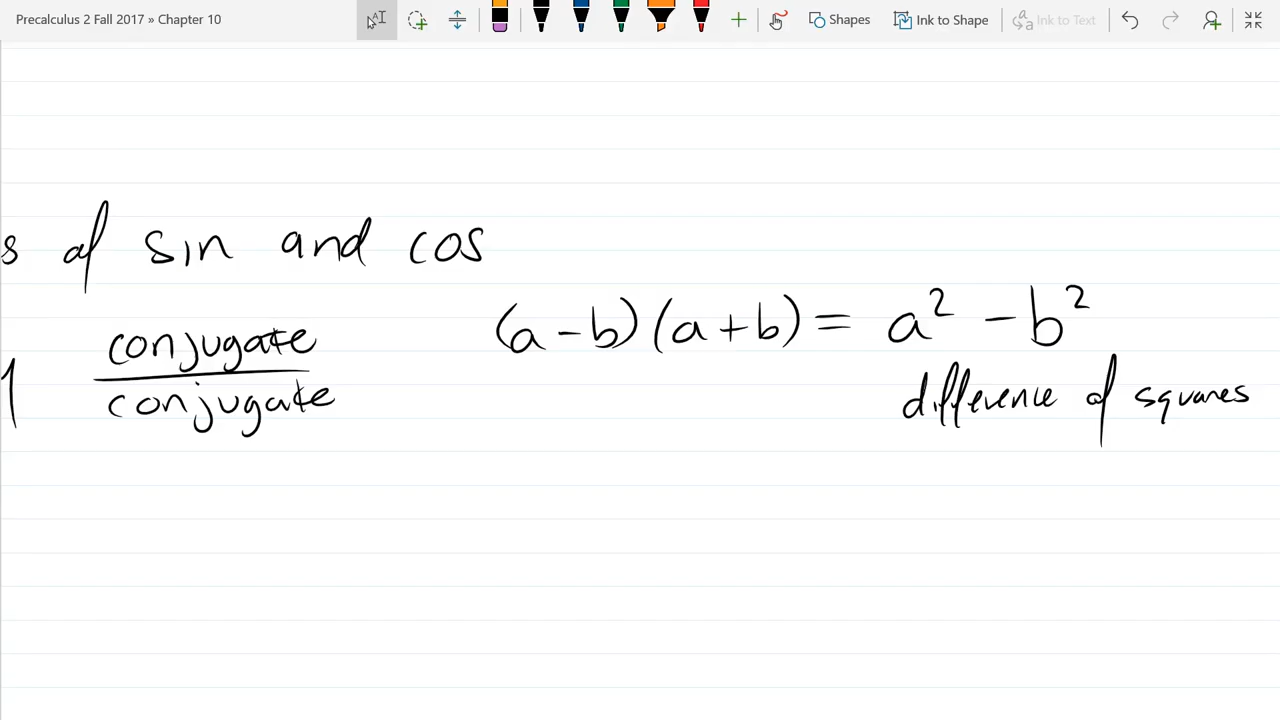 Precalculus 2 Fall 2017 » Chapter 10
Shapes
Ink to Shape
Ink to Text
s of sin and cos
(a-b)(a+b) = a² - b²
conjugate
1
conjugate
difference of squares